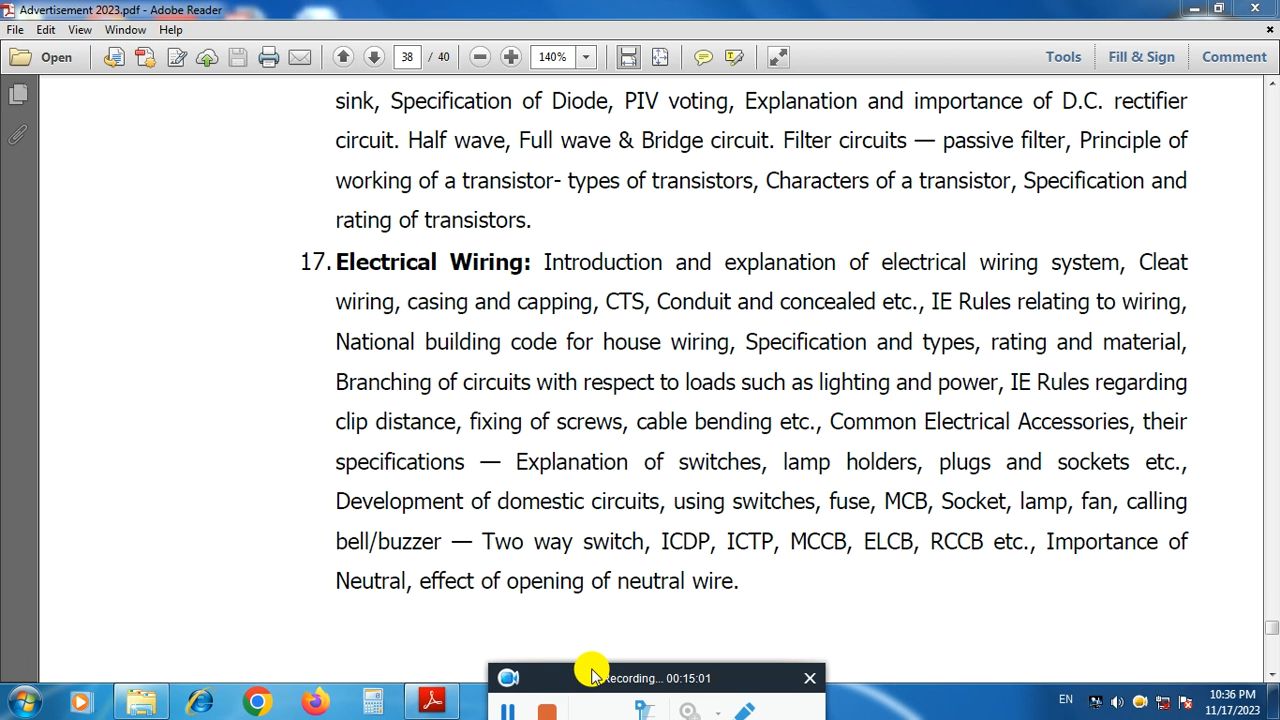 Advertisement 2023.pdf - Adobe Reader
File Edit View Window Help
Open 38 / 40 140% Tools Fill & Sign Comment
sink, Specification of Diode, PIV voting, Explanation and importance of D.C. rectifier
circuit. Half wave, Full wave & Bridge circuit. Filter circuits — passive filter, Principle of
working of a transistor- types of transistors, Characters of a transistor, Specification and
rating of transistors.
17. Electrical Wiring: Introduction and explanation of electrical wiring system, Cleat
wiring, casing and capping, CTS, Conduit and concealed etc., IE Rules relating to wiring,
National building code for house wiring, Specification and types, rating and material,
Branching of circuits with respect to loads such as lighting and power, IE Rules regarding
clip distance, fixing of screws, cable bending etc., Common Electrical Accessories, their
specifications — Explanation of switches, lamp holders, plugs and sockets etc.,
Development of domestic circuits, using switches, fuse, MCB, Socket, lamp, fan, calling
bell/buzzer — Two way switch, ICDP, ICTP, MCCB, ELCB, RCCB etc., Importance of
Neutral, effect of opening of neutral wire.
Recording... 00:15:01
EN 10:36 PM
11/17/2023